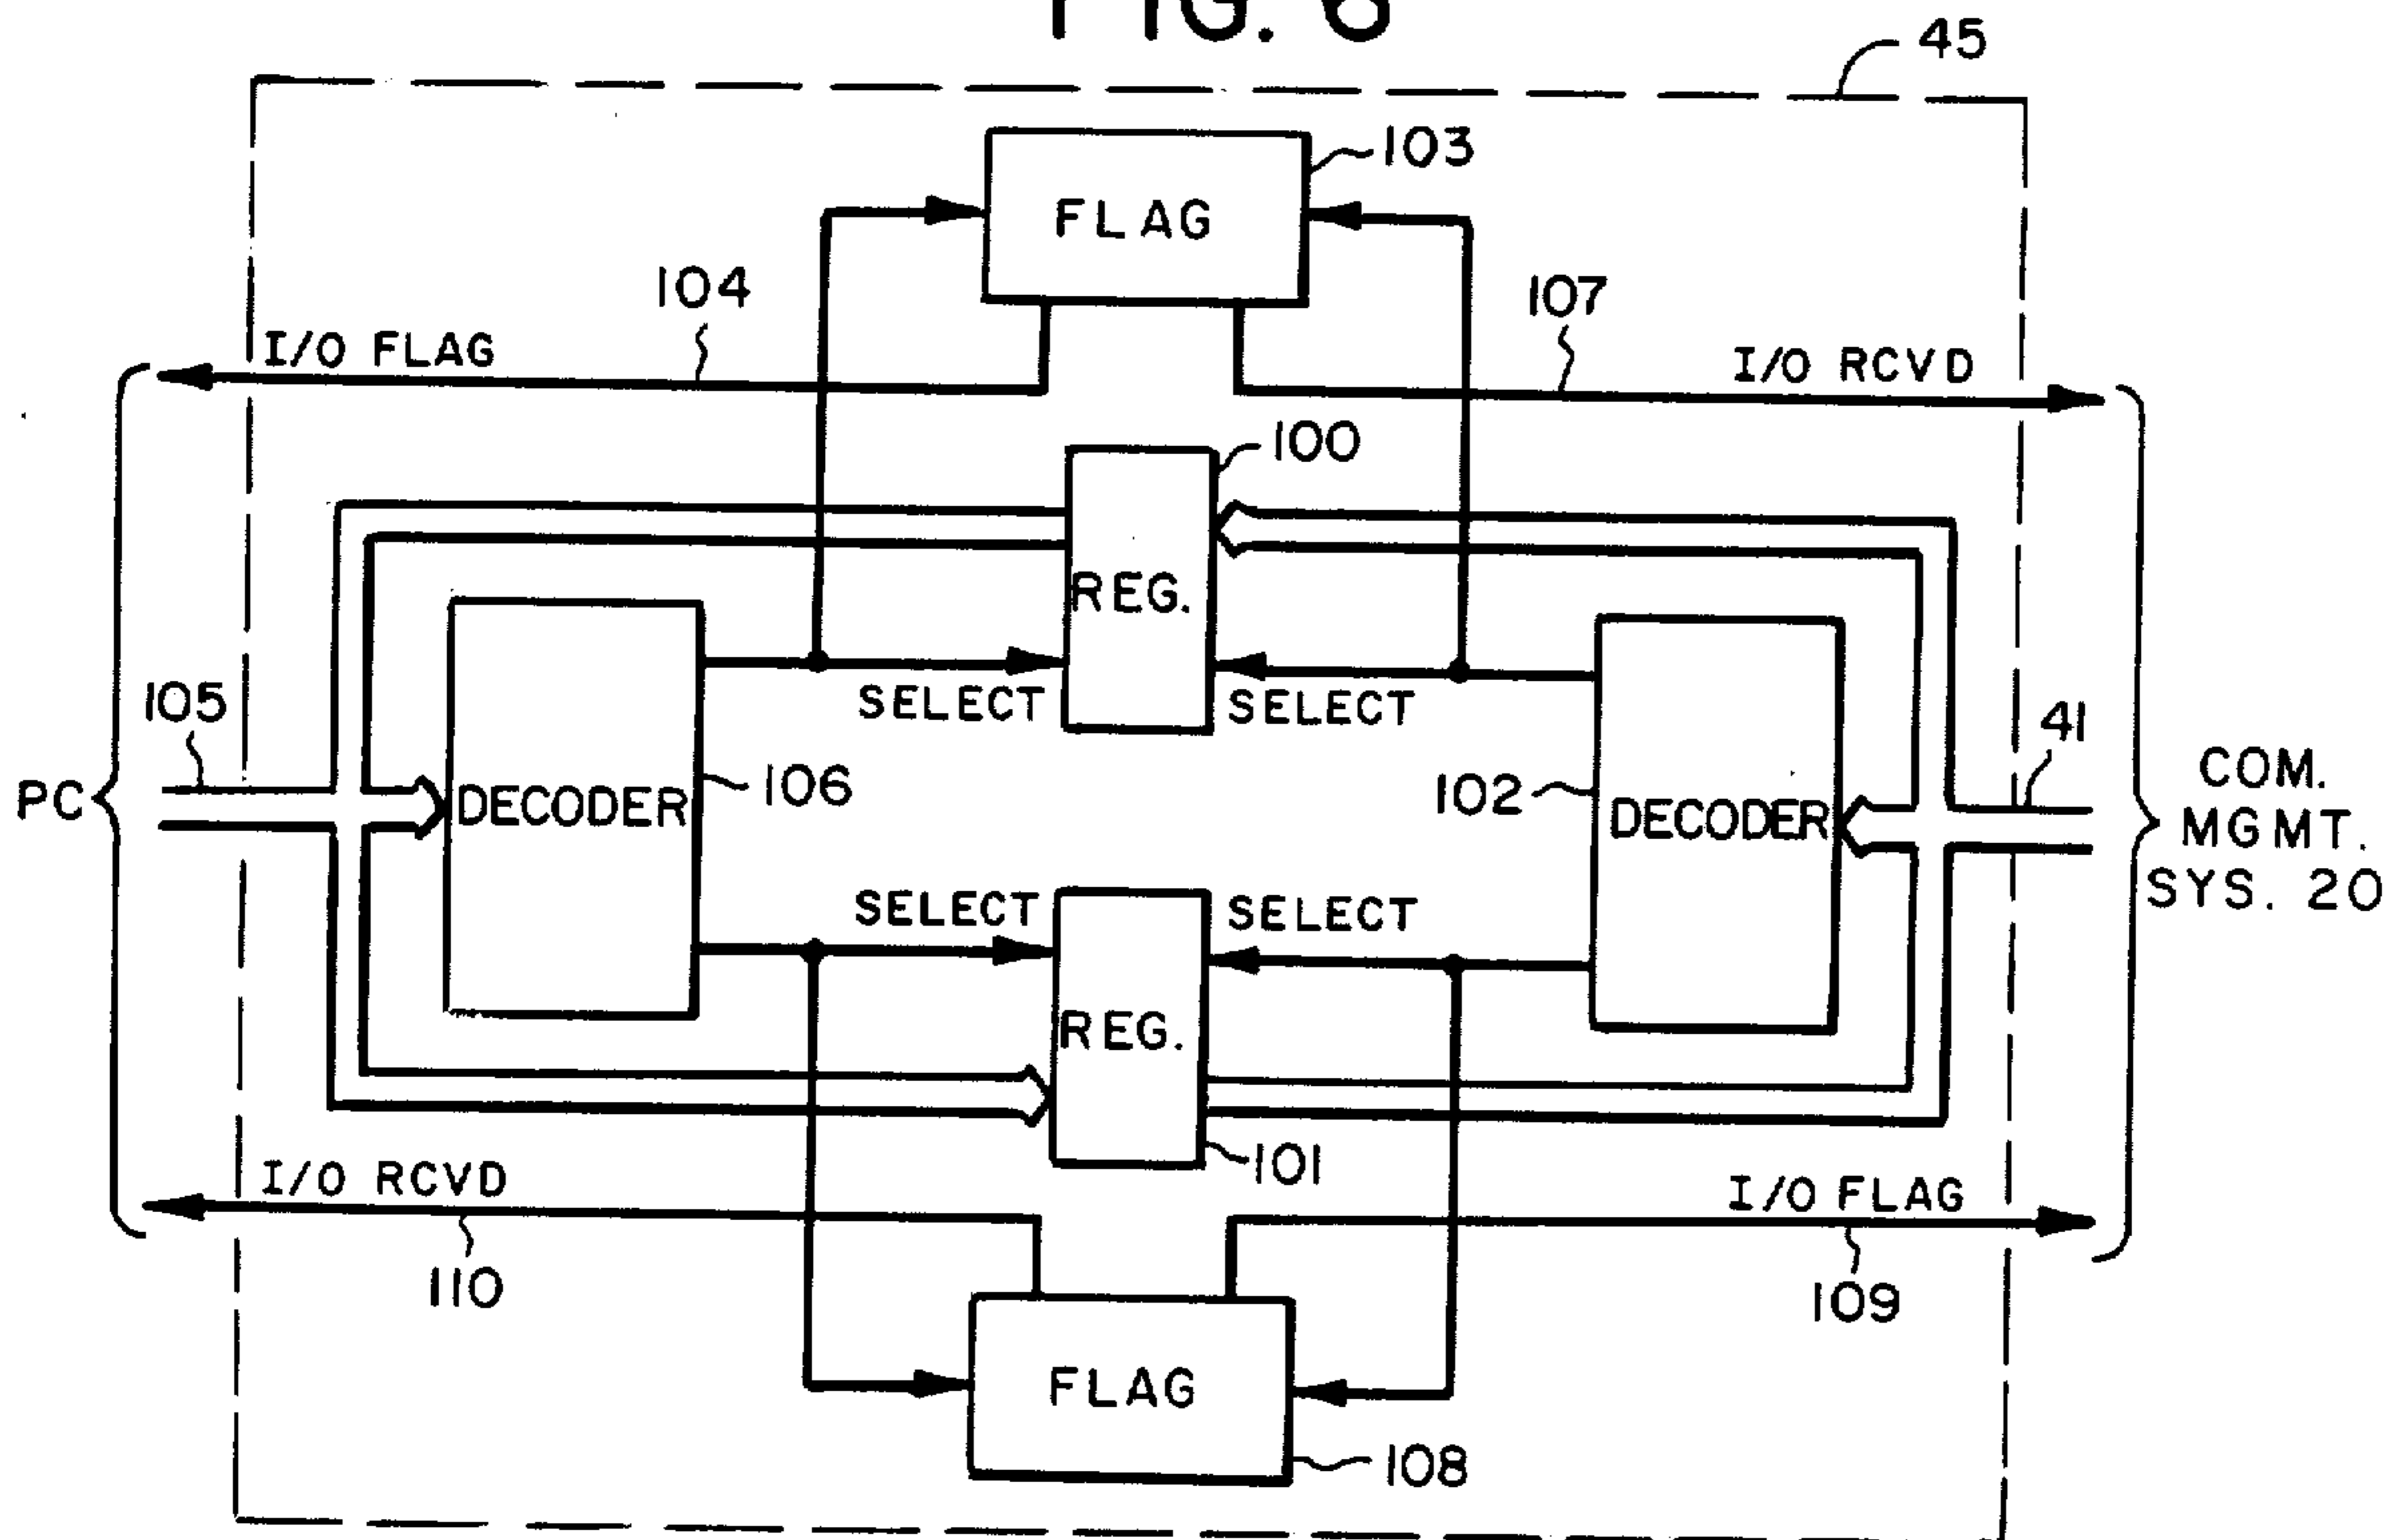 FIG. 6
45
103
FLAG
104
107
I/O FLAG
I/O RCVD
100
REG.
105
SELECT
SELECT
41
PC
DECODER
106
102
DECODER
COM.
MGMT.
SYS. 20
SELECT
SELECT
REG.
101
I/O RCVD
I/O FLAG
110
109
FLAG
108